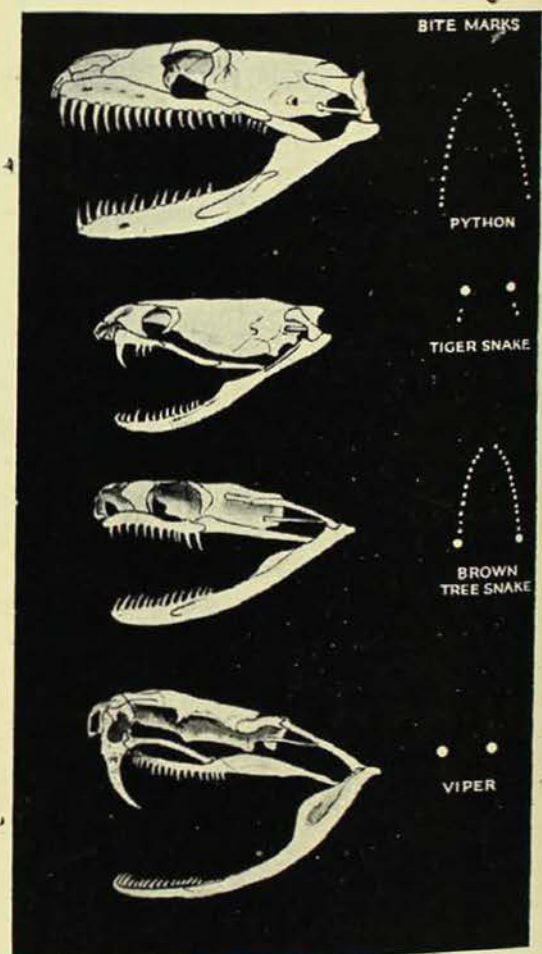 BITE MARKS
PYTHON
TIGER SNAKE
BROWN
TREE SNAKE
VIPER